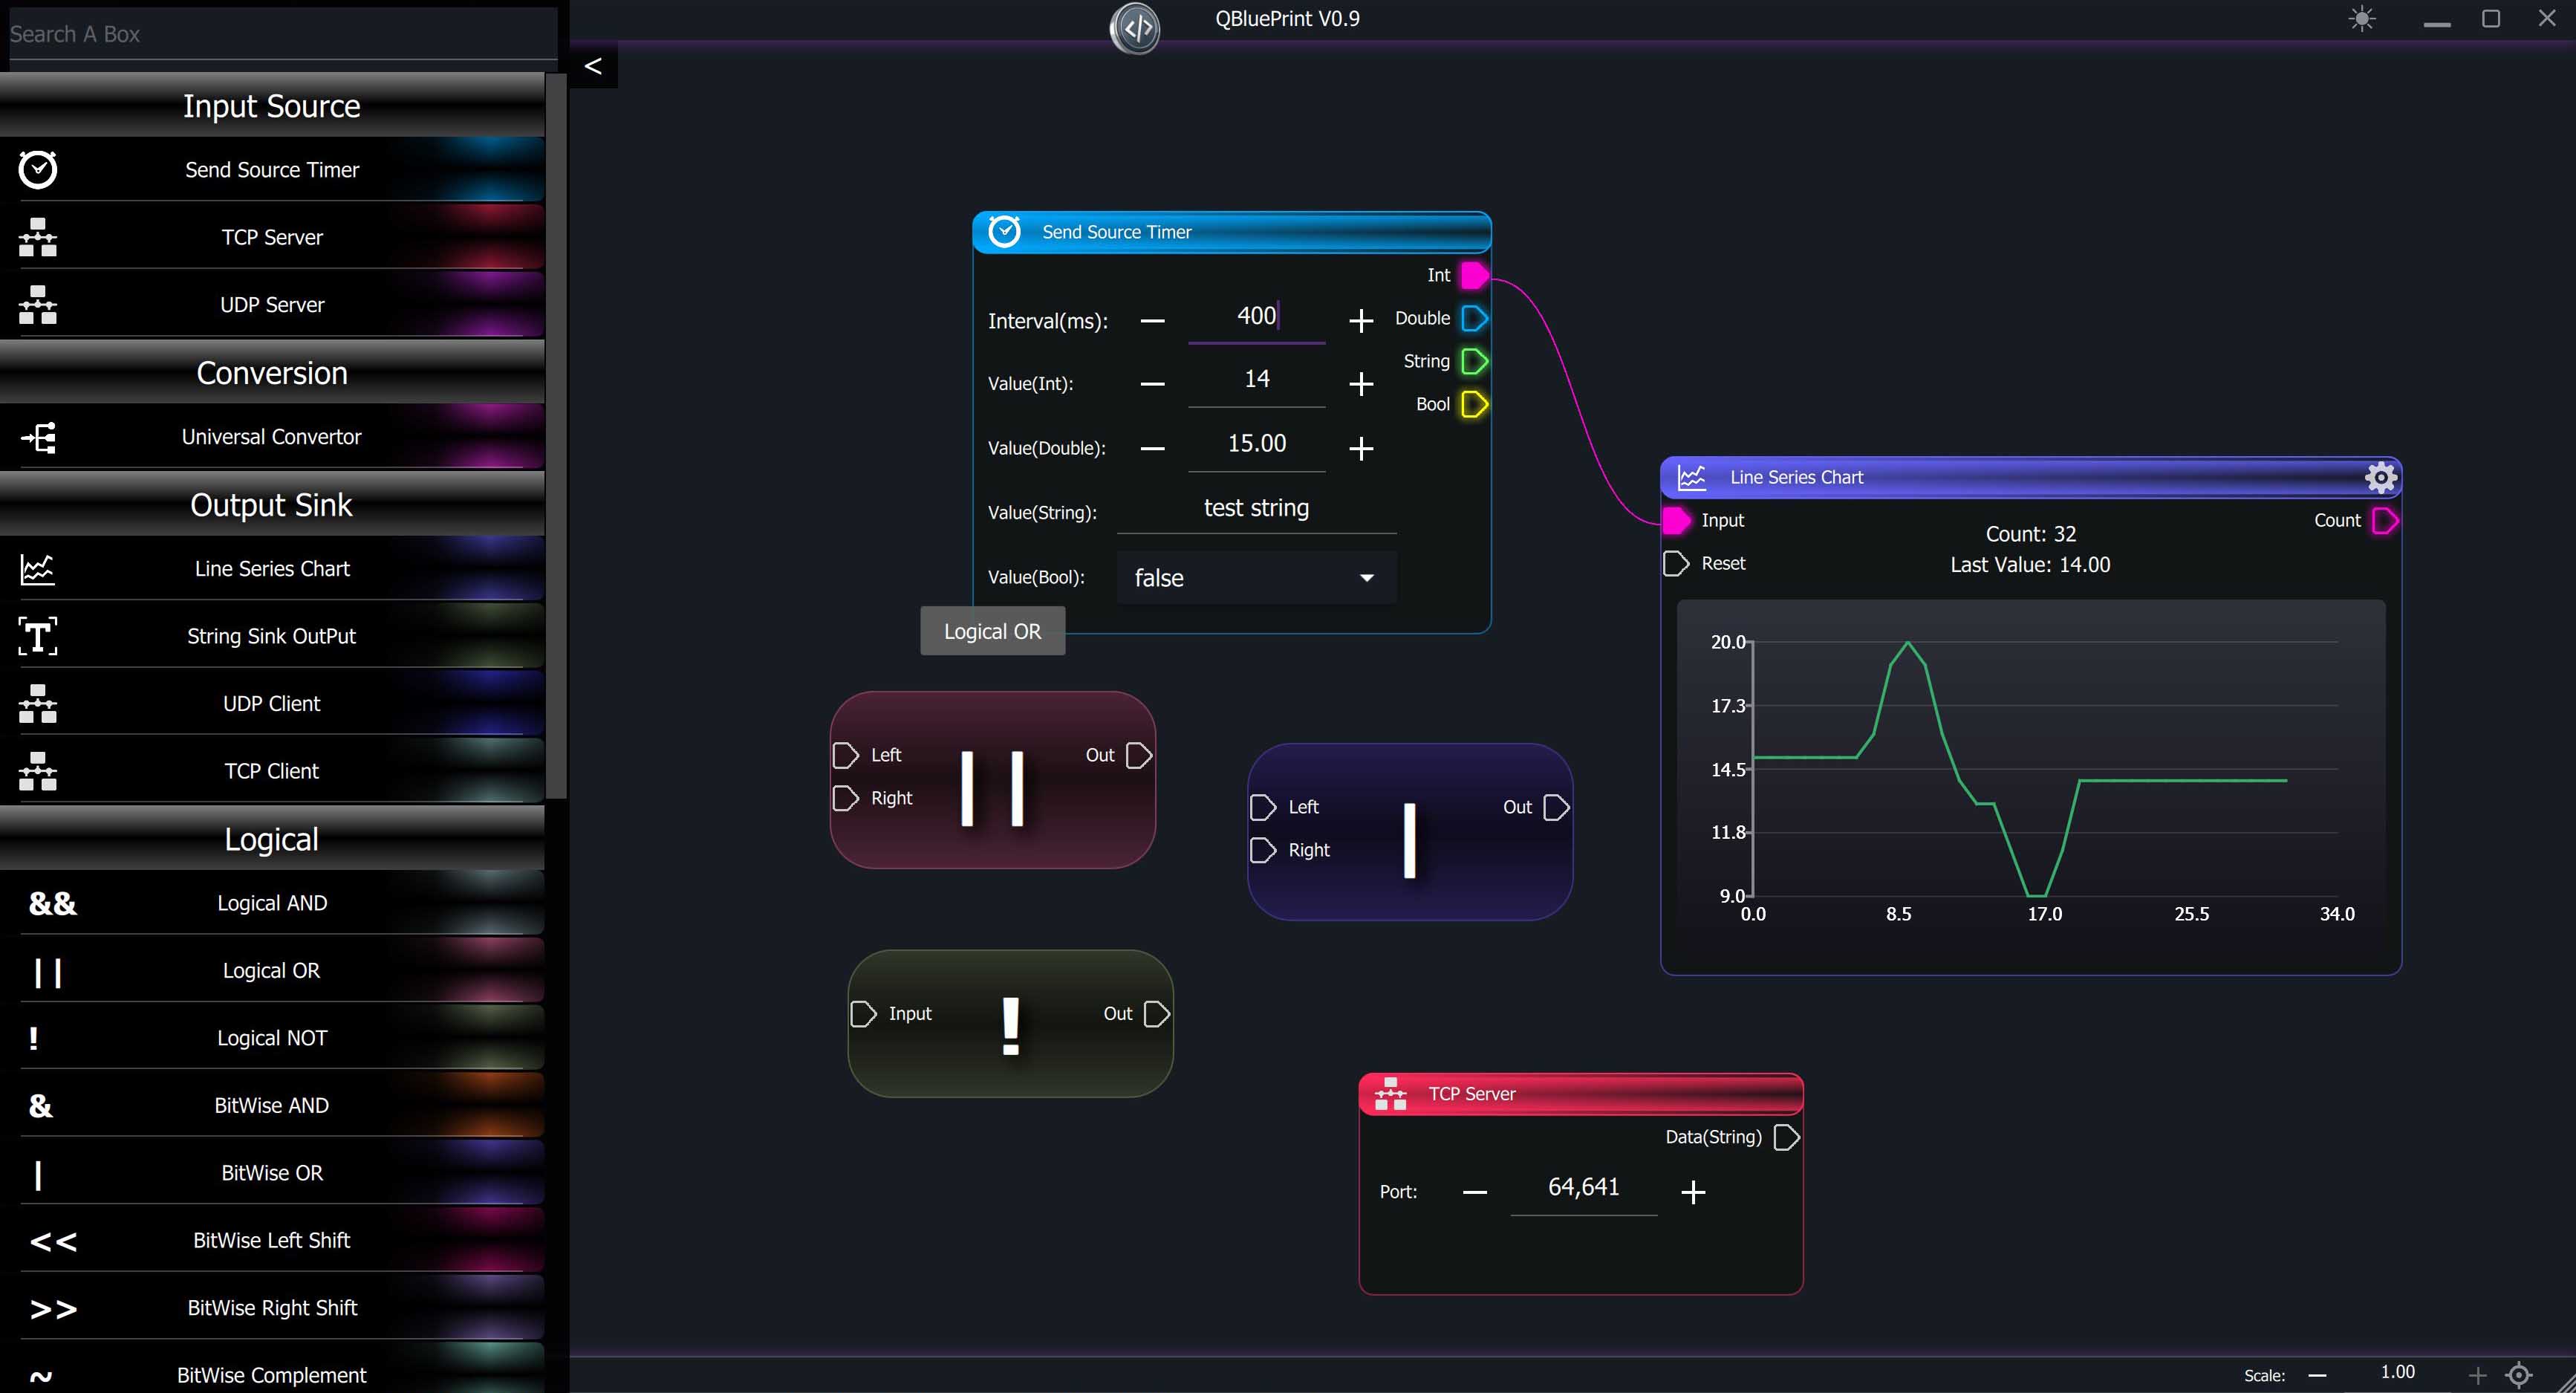 Search A Box
QBluePrint V0.9
<
Input Source
Send Source Timer
TCP Server
UDP Server
Conversion
Universal Convertor
Output Sink
Line Series Chart
String Sink OutPut
UDP Client
TCP Client
Logical
&& Logical AND
|| Logical OR
! Logical NOT
& BitWise AND
| BitWise OR
<< BitWise Left Shift
>> BitWise Right Shift
~ BitWise Complement
Send Source Timer
Int
Interval(ms): 400
Double
String
Value(Int): 14
Bool
Value(Double): 15.00
Value(String): test string
Value(Bool): false
Logical OR
Left || Out
Right
Left | Out
Right
Input ! Out
Line Series Chart
Input Count: 32 Count
Reset Last Value: 14.00
20.0
17.3
14.5
11.8
9.0
0.0 8.5 17.0 25.5 34.0
TCP Server
Data(String)
Port: 64,641
Scale: 1.00